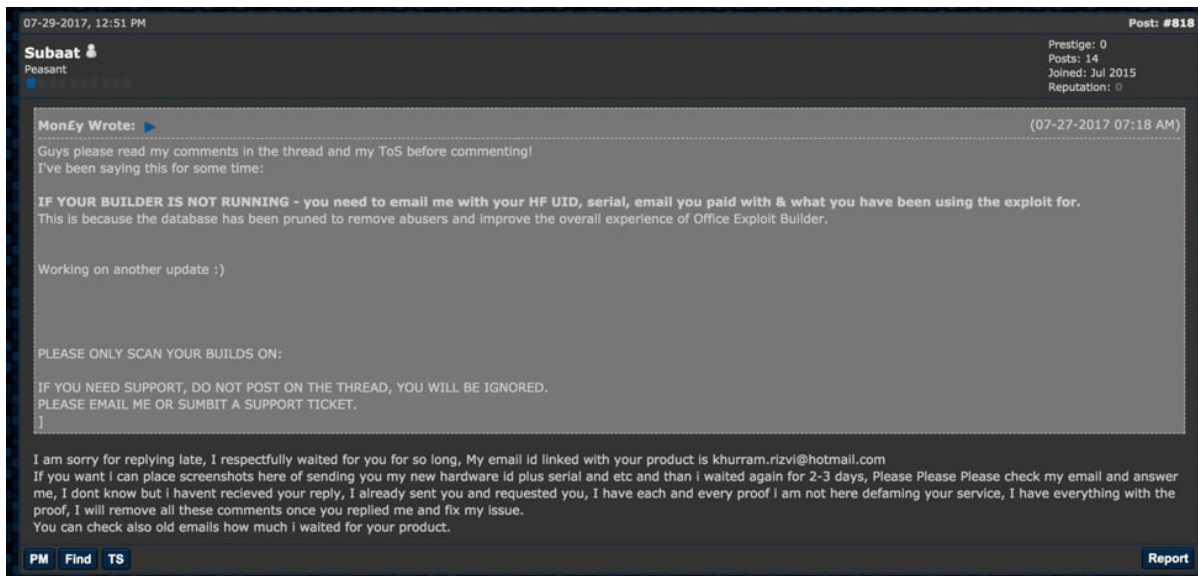 07-29-2017, 12:51 PM
Post: #818
Subaat
Peasant
Prestige: 0
Posts: 14
Joined: Jul 2015
Reputation: 0
Mon£y Wrote:
(07-27-2017 07:18 AM)
Guys please read my comments in the thread and my ToS before commenting!
I've been saying this for some time:
IF YOUR BUILDER IS NOT RUNNING - you need to email me with your HF UID, serial, email you paid with & what you have been using the exploit for.
This is because the database has been pruned to remove abusers and improve the overall experience of Office Exploit Builder.
Working on another update :)
PLEASE ONLY SCAN YOUR BUILDS ON:
IF YOU NEED SUPPORT, DO NOT POST ON THE THREAD, YOU WILL BE IGNORED.
PLEASE EMAIL ME OR SUMBIT A SUPPORT TICKET.
]
I am sorry for replying late, I respectfully waited for you for so long, My email id linked with your product is khurram.rizvi@hotmail.com
If you want i can place screenshots here of sending you my new hardware id plus serial and etc and than i waited again for 2-3 days, Please Please Please check my email and answer
me, I dont know but i havent recieved your reply, I already sent you and requested you, I have each and every proof i am not here defaming your service, I have everything with the
proof, I will remove all these comments once you replied me and fix my issue.
You can check also old emails how much i waited for your product.
PM Find TS
Report